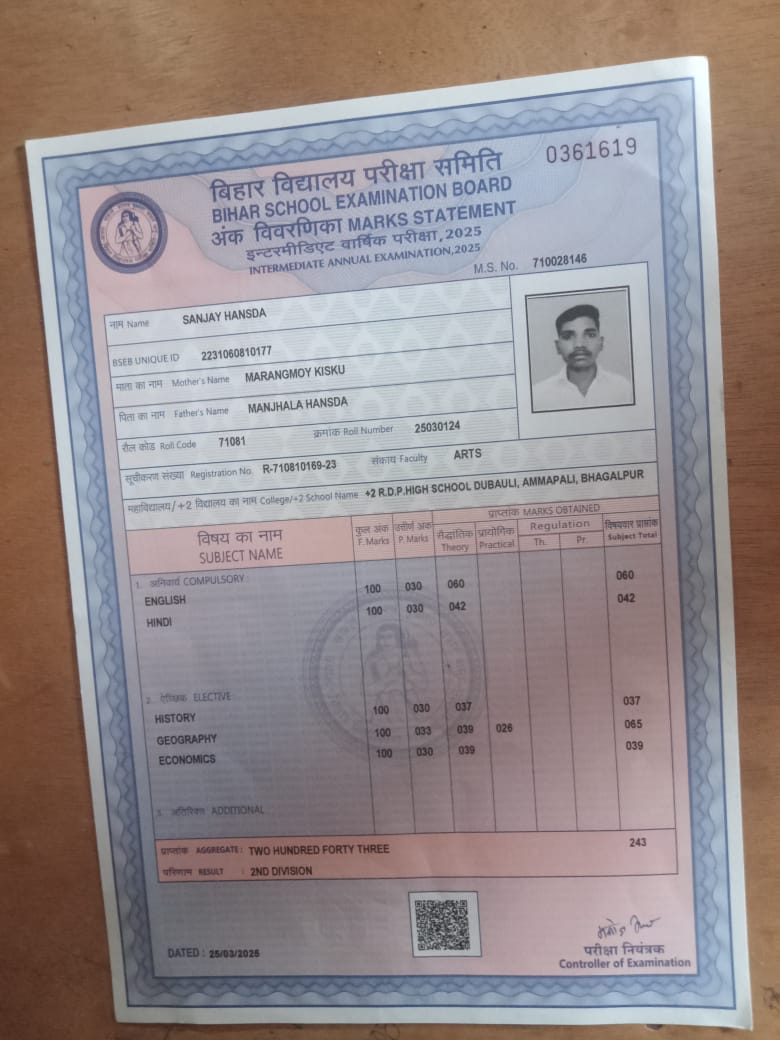 0361619
बिहार विद्यालय परीक्षा समिति
BIHAR SCHOOL EXAMINATION BOARD
अंक विवरणिका MARKS STATEMENT
इन्टरमीडिएट वार्षिक परीक्षा,2025
INTERMEDIATE ANNUAL EXAMINATION,2025
M.S. No. 710028146
नाम Name SANJAY HANSDA
BSEB UNIQUE ID 2231060810177
माता का नाम Mother's Name MARANGMOY KISKU
पिता का नाम Father's Name MANJHALA HANSDA
रौल कोड Roll Code 71081 क्रमांक Roll Number 25030124
सूचीकरण संख्या Registration No. R-710810169-23 संकाय Faculty ARTS
महाविद्यालय/+2 विद्यालय का नाम College/+2 School Name +2 R.D.P.HIGH SCHOOL DUBAULI, AMMAPALI, BHAGALPUR
विषय का नाम
SUBJECT NAME
कुल अंक
F. Marks
उत्तीर्ण अंक
P. Marks
प्राप्तांक MARKS OBTAINED
सैद्धांतिक
Theory
प्रायोगिक
Practical
Regulation
Th. Pr.
विषयवार प्राप्तांक
Subject Total
1. अनिवार्य COMPULSORY :
ENGLISH 100 030 060 060
HINDI 100 030 042 042
2. ऐच्छिक ELECTIVE
HISTORY 100 030 037 037
GEOGRAPHY 100 033 039 026 065
ECONOMICS 100 030 039 039
3. अतिरिक्त ADDITIONAL
प्राप्तांक AGGREGATE : TWO HUNDRED FORTY THREE 243
परिणाम RESULT : 2ND DIVISION
DATED : 25/03/2025
परीक्षा नियंत्रक
Controller of Examination